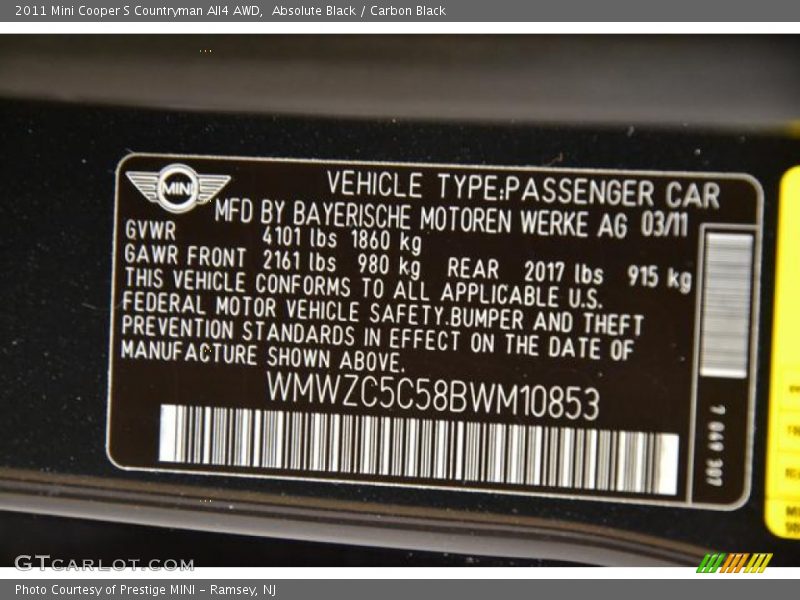 2011 Mini Cooper S Countryman All4 AWD,  Absolute Black / Carbon Black
MINI
VEHICLE TYPE:PASSENGER CAR
MFD BY BAYERISCHE MOTOREN WERKE AG 03/11
GVWR 4101 lbs 1860 kg
GAWR FRONT 2161 lbs 980 kg REAR 2017 lbs 915 kg
THIS VEHICLE CONFORMS TO ALL APPLICABLE U.S.
FEDERAL MOTOR VEHICLE SAFETY.BUMPER AND THEFT
PREVENTION STANDARDS IN EFFECT ON THE DATE OF
MANUFACTURE SHOWN ABOVE.
WMWZC5C58BWM10853
7 049 307
GTCARLOT.COM
Photo Courtesy of Prestige MINI - Ramsey, NJ